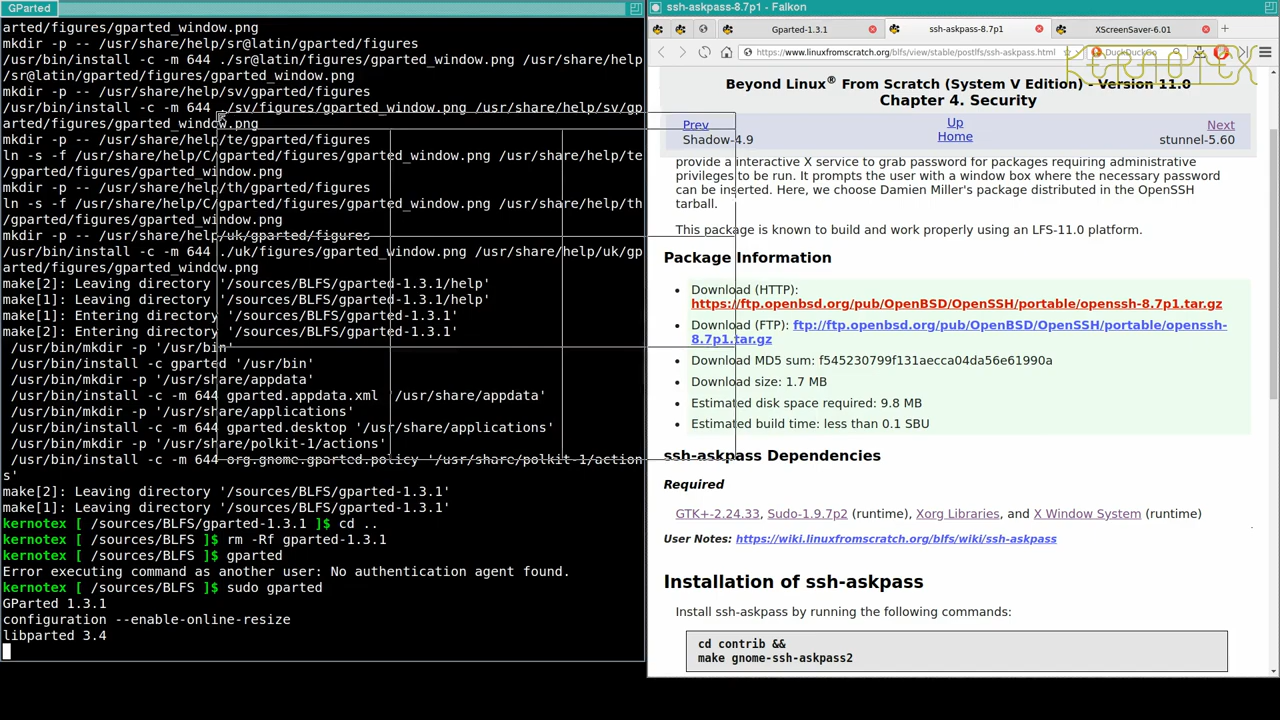 GParted
arted/figures/gparted_window.png
mkdir -p -- /usr/share/help/sr@latin/gparted/figures
/usr/bin/install -c -m 644 ./sr@latin/figures/gparted_window.png /usr/share/help
/sr@latin/gparted/figures/gparted_window.png
mkdir -p -- /usr/share/help/sv/gparted/figures
/usr/bin/install -c -m 644 ./sv/figures/gparted_window.png /usr/share/help/sv/gp
arted/figures/gparted_window.png
mkdir -p -- /usr/share/help/te/gparted/figures
ln -s -f /usr/share/help/C/gparted/figures/gparted_window.png /usr/share/help/te
/gparted/figures/gparted_window.png
mkdir -p -- /usr/share/help/th/gparted/figures
ln -s -f /usr/share/help/C/gparted/figures/gparted_window.png /usr/share/help/th
/gparted/figures/gparted_window.png
mkdir -p -- /usr/share/help/uk/gparted/figures
/usr/bin/install -c -m 644 ./uk/figures/gparted_window.png /usr/share/help/uk/gp
arted/figures/gparted_window.png
make[2]: Leaving directory '/sources/BLFS/gparted-1.3.1/help'
make[1]: Leaving directory '/sources/BLFS/gparted-1.3.1/help'
make[1]: Entering directory '/sources/BLFS/gparted-1.3.1'
make[2]: Entering directory '/sources/BLFS/gparted-1.3.1'
/usr/bin/mkdir -p '/usr/bin'
/usr/bin/install -c gparted '/usr/bin'
/usr/bin/mkdir -p '/usr/share/appdata'
/usr/bin/install -c -m 644 gparted.appdata.xml '/usr/share/appdata'
/usr/bin/mkdir -p '/usr/share/applications'
/usr/bin/install -c -m 644 gparted.desktop '/usr/share/applications'
/usr/bin/mkdir -p '/usr/share/polkit-1/actions'
/usr/bin/install -c -m 644 org.gnome.gparted.policy '/usr/share/polkit-1/action
s'
make[2]: Leaving directory '/sources/BLFS/gparted-1.3.1'
make[1]: Leaving directory '/sources/BLFS/gparted-1.3.1'
kernotex [ /sources/BLFS/gparted-1.3.1 ]$ cd ..
kernotex [ /sources/BLFS ]$ rm -Rf gparted-1.3.1
kernotex [ /sources/BLFS ]$ gparted
Error executing command as another user: No authentication agent found.
kernotex [ /sources/BLFS ]$ sudo gparted
GParted 1.3.1
configuration --enable-online-resize
libparted 3.4
ssh-askpass-8.7p1 - Falkon
Gparted-1.3.1
ssh-askpass-8.7p1
XScreenSaver-6.01
https://www.linuxfromscratch.org/blfs/view/stable/postlfs/ssh-askpass.html
DuckDuckGo
KERNOTEX
Beyond Linux® From Scratch (System V Edition) - Version 11.0
Chapter 4. Security
Prev
Up
Next
Shadow-4.9
Home
stunnel-5.60
provide a interactive X service to grab password for packages requiring administrative
privileges to be run. It prompts the user with a window box where the necessary password
can be inserted. Here, we choose Damien Miller's package distributed in the OpenSSH
tarball.
This package is known to build and work properly using an LFS-11.0 platform.
Package Information
Download (HTTP):
https://ftp.openbsd.org/pub/OpenBSD/OpenSSH/portable/openssh-8.7p1.tar.gz
Download (FTP): ftp://ftp.openbsd.org/pub/OpenBSD/OpenSSH/portable/openssh-
8.7p1.tar.gz
Download MD5 sum: f545230799f131aecca04da56e61990a
Download size: 1.7 MB
Estimated disk space required: 9.8 MB
Estimated build time: less than 0.1 SBU
ssh-askpass Dependencies
Required
GTK+-2.24.33, Sudo-1.9.7p2 (runtime), Xorg Libraries, and X Window System (runtime)
User Notes: https://wiki.linuxfromscratch.org/blfs/wiki/ssh-askpass
Installation of ssh-askpass
Install ssh-askpass by running the following commands:
cd contrib &&
make gnome-ssh-askpass2